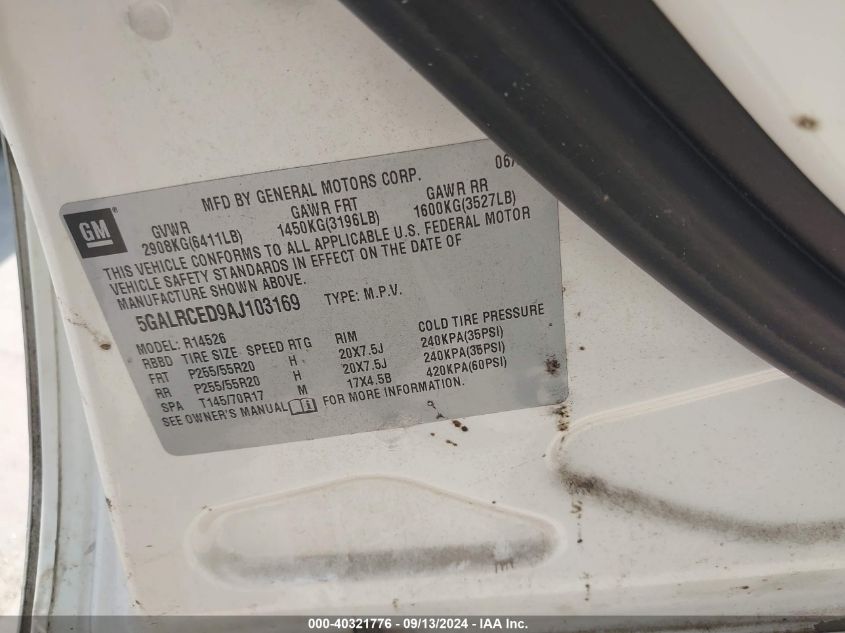 06/
MFD BY GENERAL MOTORS CORP.
GM
GVWR GAWR FRT GAWR RR
2908KG(6411LB) 1450KG(3196LB) 1600KG(3527LB)
THIS VEHICLE CONFORMS TO ALL APPLICABLE U.S. FEDERAL MOTOR
VEHICLE SAFETY STANDARDS IN EFFECT ON THE DATE OF
MANUFACTURE SHOWN ABOVE.
5GALRCED9AJ103169 TYPE: M.P.V.
MODEL: R14526
RBBD TIRE SIZE SPEED RTG RIM COLD TIRE PRESSURE
FRT P255/55R20 H 20X7.5J 240KPA(35PSI)
RR P255/55R20 H 20X7.5J 240KPA(35PSI)
SPA T145/70R17 M 17X4.5B 420KPA(60PSI)
SEE OWNER'S MANUAL FOR MORE INFORMATION.
000-40321776 - 09/13/2024 - IAA Inc.